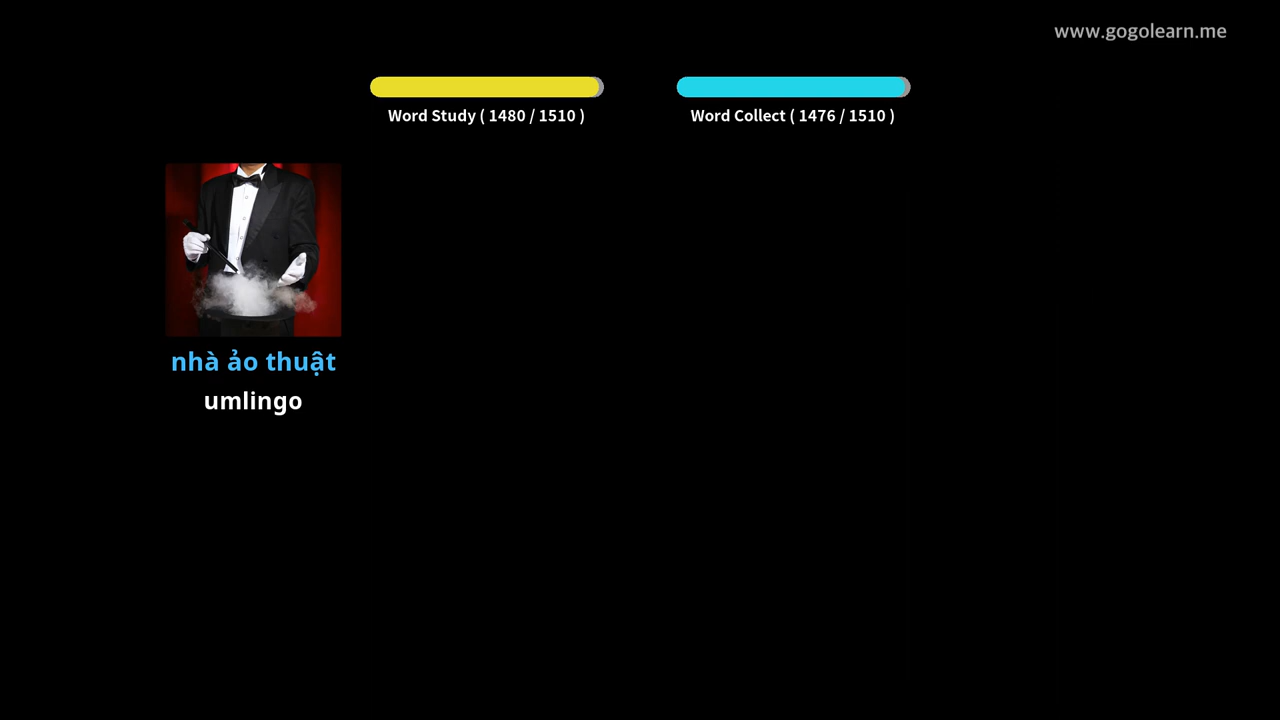 www.gogolearn.me
Word Study ( 1480 / 1510 )
Word Collect ( 1476 / 1510 )
nhà ảo thuật
umlingo